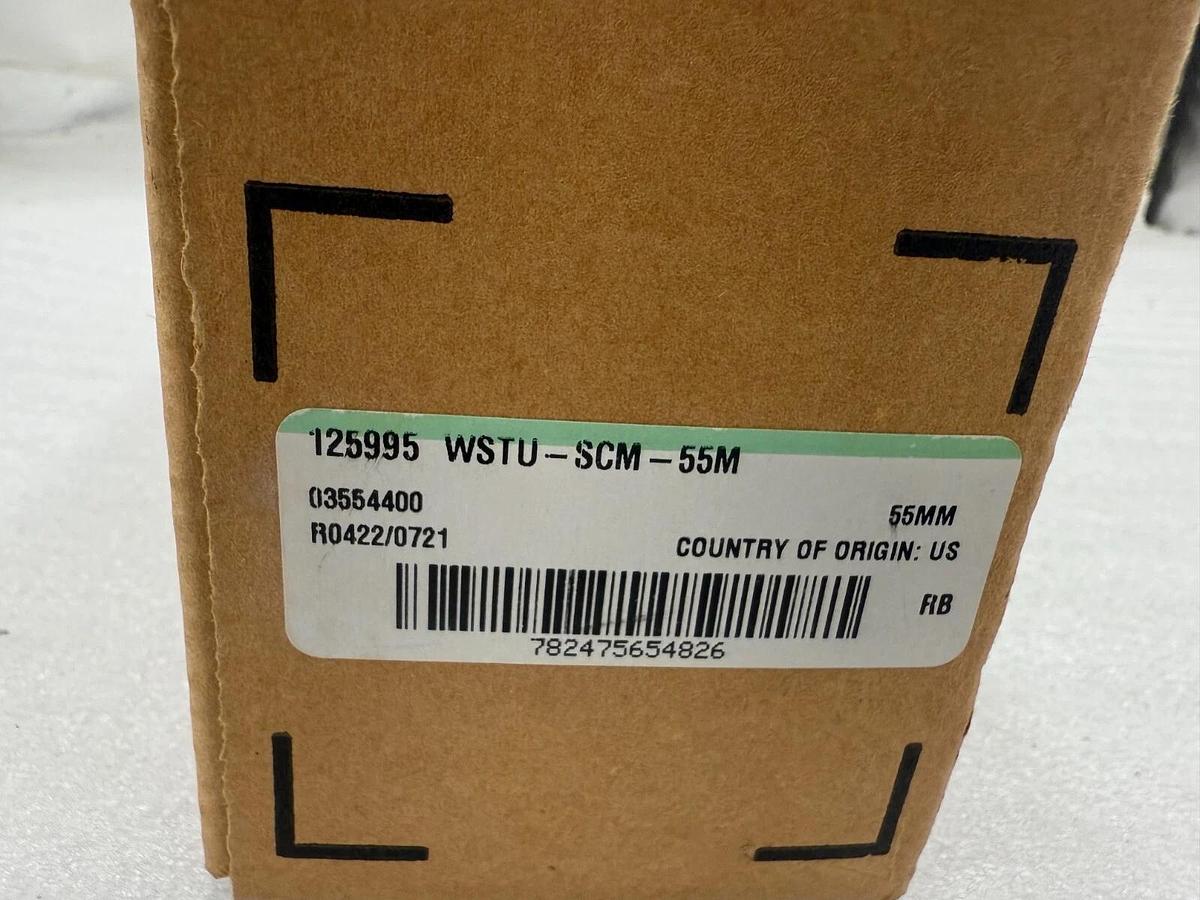 125995 WSTU-SCM-55M
03554400
55MM
R0422/0721
COUNTRY OF ORIGIN: US
RB
782475654826